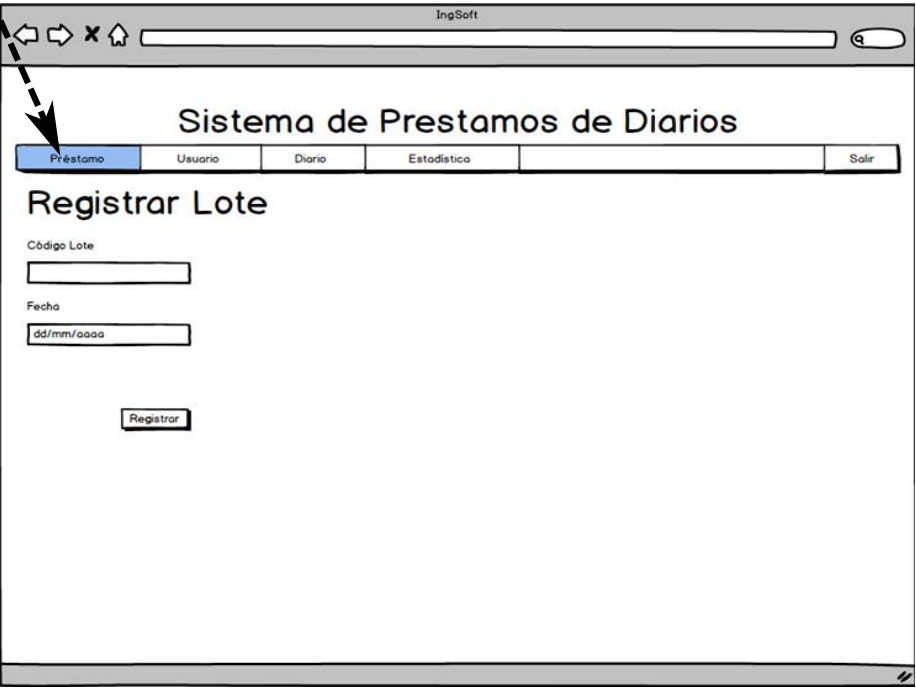 IngSoft
Sistema de Prestamos de Diarios
Préstamo Usuario Diario Estadística Salir
Registrar Lote
Código Lote
Fecha
dd/mm/aaaa
Registrar